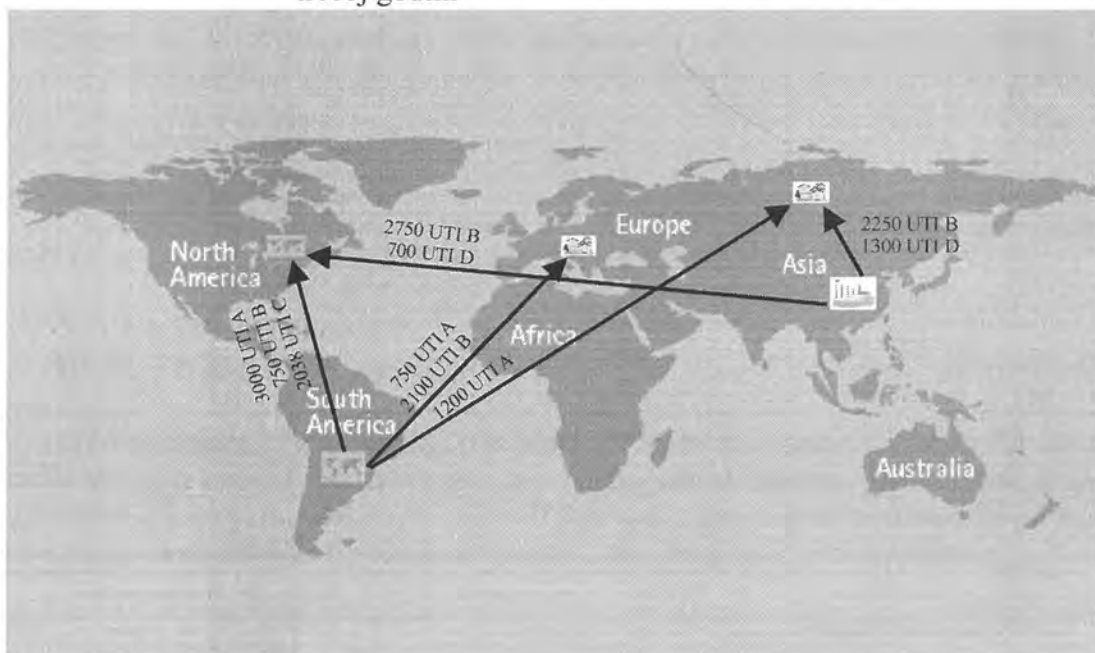 2750 UTI B
700 UTI D
Europe
2250 UTI B
1300 UTI D
North
America
Asia
3000 UTI A
750 UTI B
2038 UTI C
750 UTI A
2100 UTI B
1200 UTI A
Africa
South
America
Australia